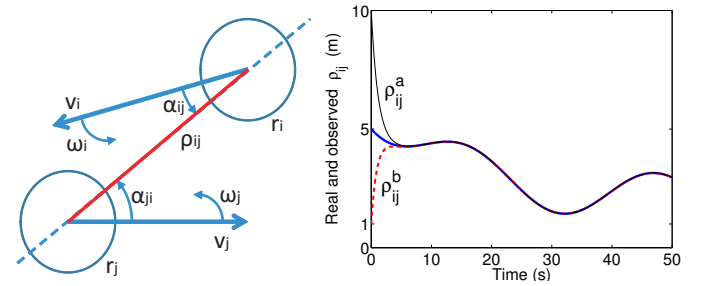 v_i
α_ij
ω_i
ρ_ij
r_i
α_ji
ω_j
v_j
r_j
Real and observed ρ_ij (m)
10
5
1
0
ρ_ij^a
ρ_ij^b
0 10 20 30 40 50
Time (s)